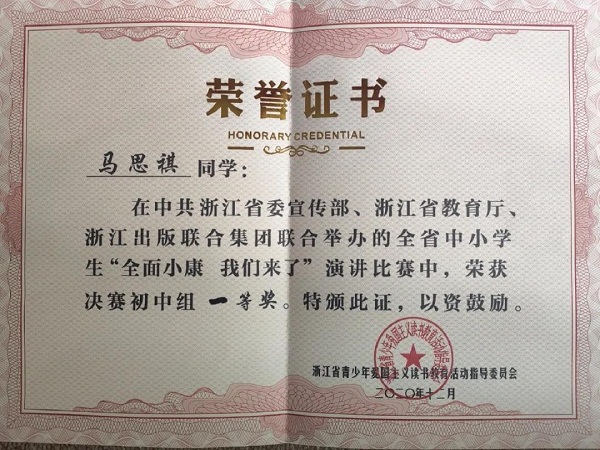 荣誉证书
HONORARY CREDENTIAL
马思祺 同学：
在中共浙江省委宣传部、浙江省教育厅、
浙江出版联合集团联合举办的全省中小学
生“全面小康 我们来了”演讲比赛中，荣获
决赛初中组 一等奖。特颁此证，以资鼓励。
浙江省青少年爱国主义读书教育活动指导委员会
二〇二〇年十二月